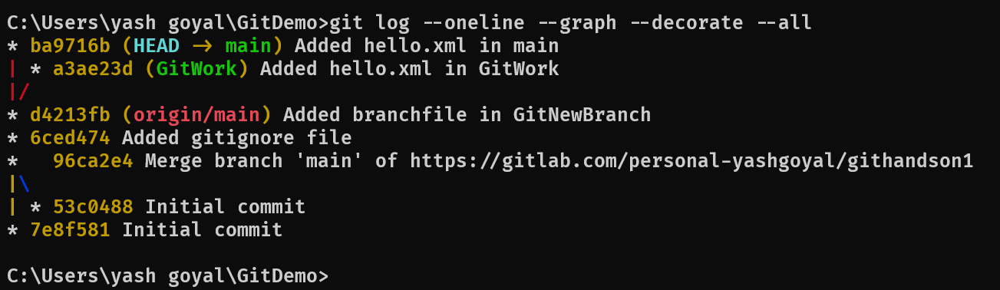 C:\Users\yash goyal\GitDemo>git log --oneline --graph --decorate --all
* ba9716b (HEAD -> main) Added hello.xml in main
| * a3ae23d (GitWork) Added hello.xml in GitWork
|/
* d4213fb (origin/main) Added branchfile in GitNewBranch
* 6ced474 Added gitignore file
*   96ca2e4 Merge branch 'main' of https://gitlab.com/personal-yashgoyal/githandson1
|\
| * 53c0488 Initial commit
* 7e8f581 Initial commit
C:\Users\yash goyal\GitDemo>